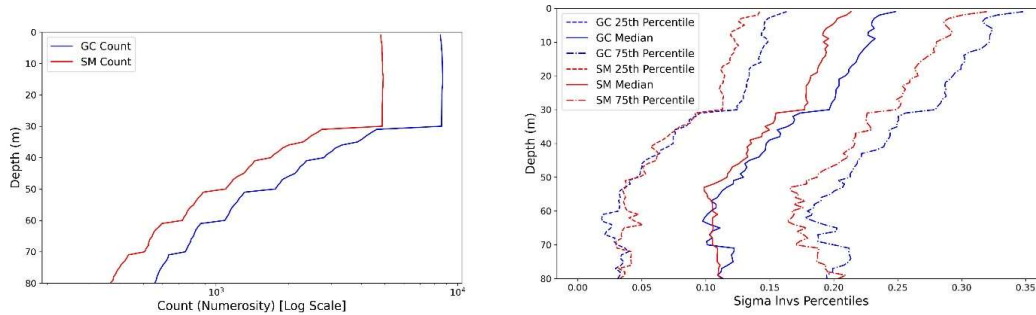 GC Count
SM Count
0
10
20
30
40
50
60
70
80
Depth (m)
10³
10⁴
Count (Numerosity) [Log Scale]
GC 25th Percentile
GC Median
GC 75th Percentile
SM 25th Percentile
SM Median
SM 75th Percentile
0
10
20
30
40
50
60
70
80
Depth (m)
0.00
0.05
0.10
0.15
0.20
0.25
0.30
0.35
Sigma lnvs Percentiles